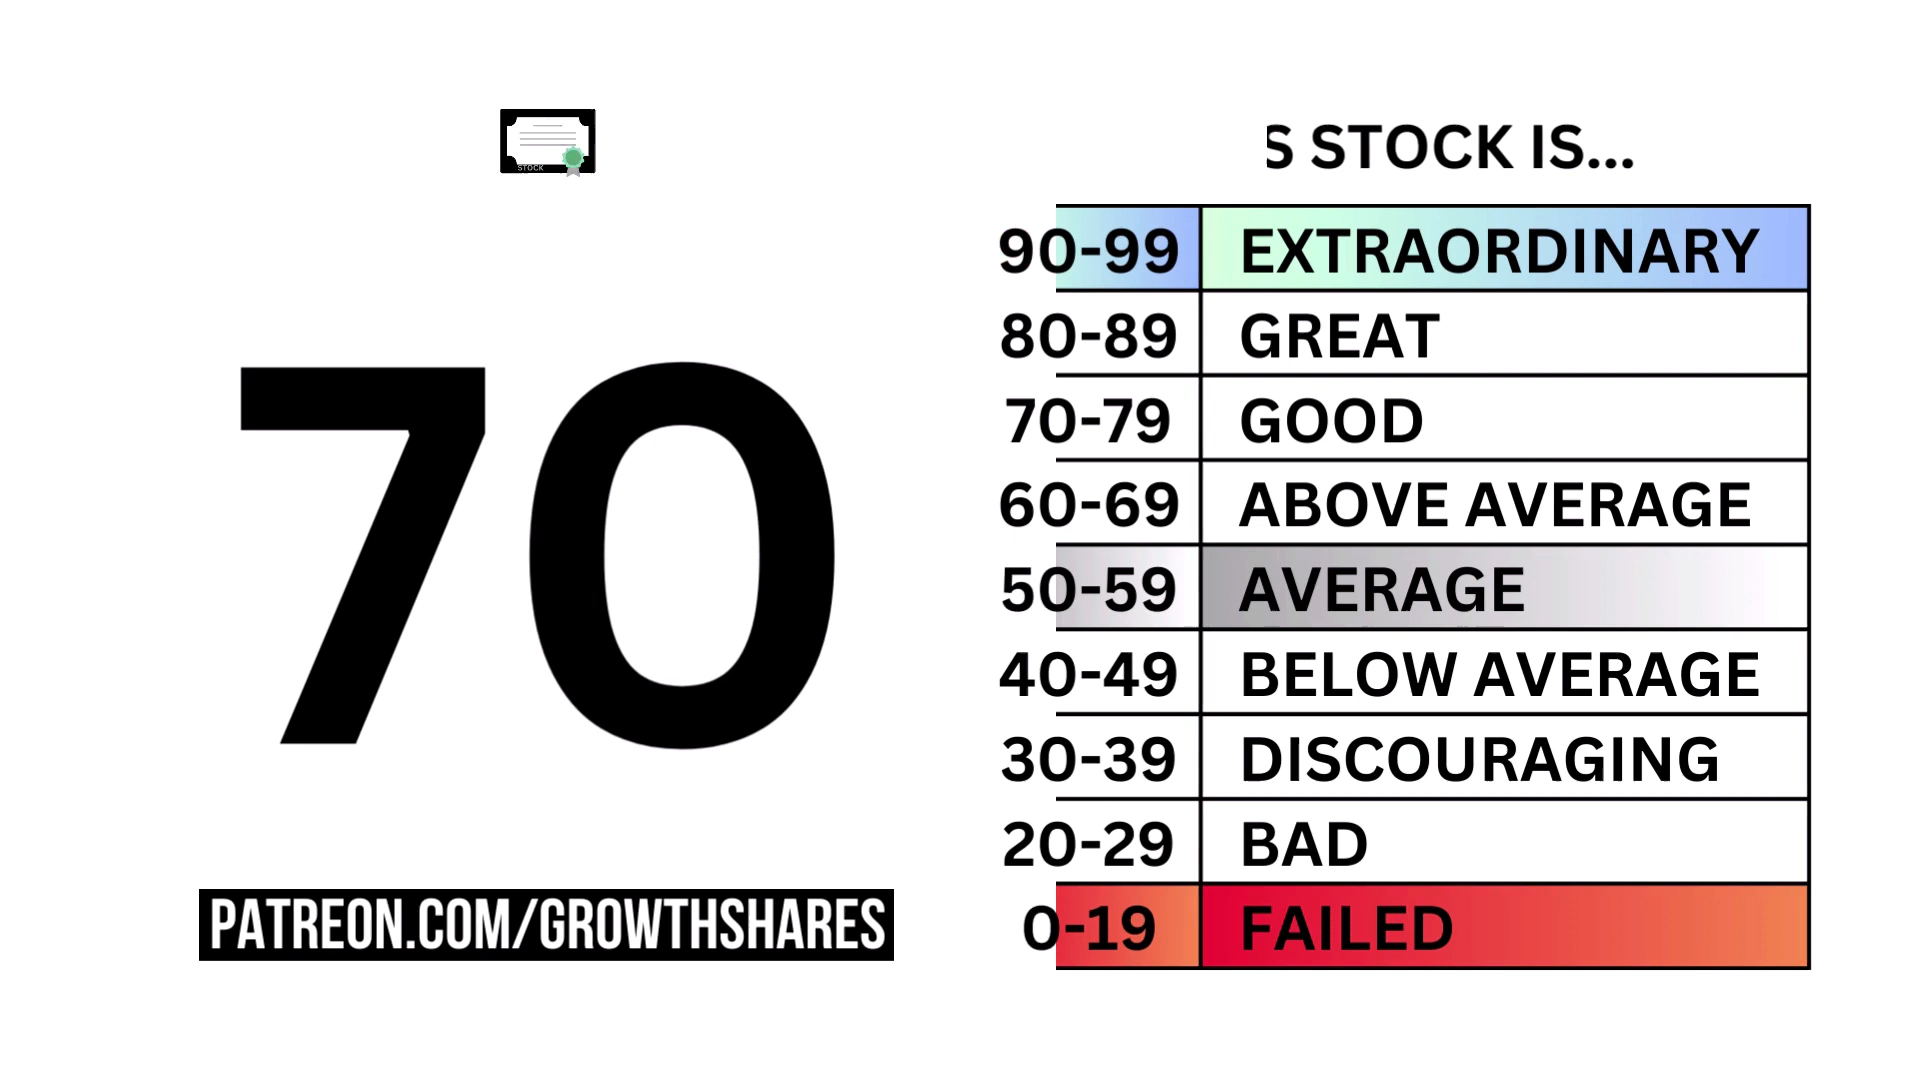 STOCK
70
PATREON.COM/GROWTHSHARES
S STOCK IS...
90-99 EXTRAORDINARY
80-89 GREAT
70-79 GOOD
60-69 ABOVE AVERAGE
50-59 AVERAGE
40-49 BELOW AVERAGE
30-39 DISCOURAGING
20-29 BAD
0-19 FAILED